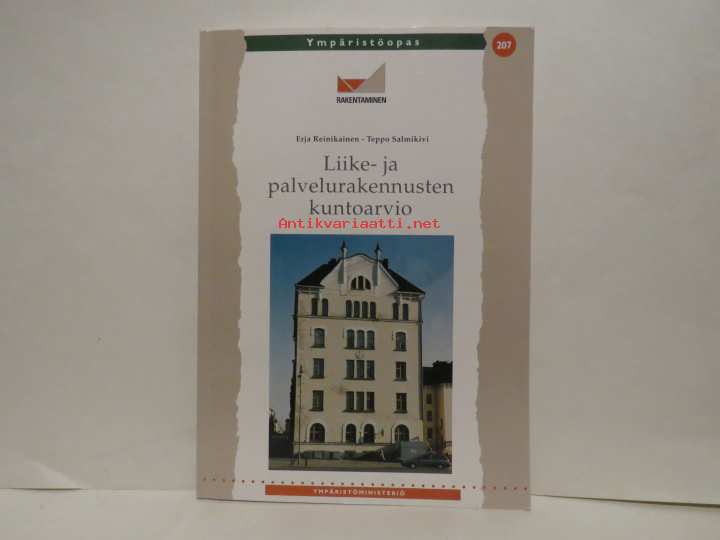 Ympäristöopas
207
RAKENTAMINEN
Erja Reinikainen - Teppo Salmikivi
Liike- ja
palvelurakennusten
kuntoarvio
Antikvariaatti.net
YMPÄRISTÖMINISTERIÖ